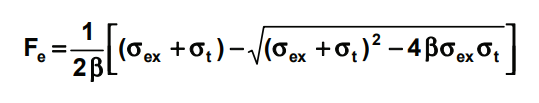 Fₑ = 1/2β [(σₑₓ + σₜ) − √(σₑₓ + σₜ)² − 4βσₑₓσₜ]